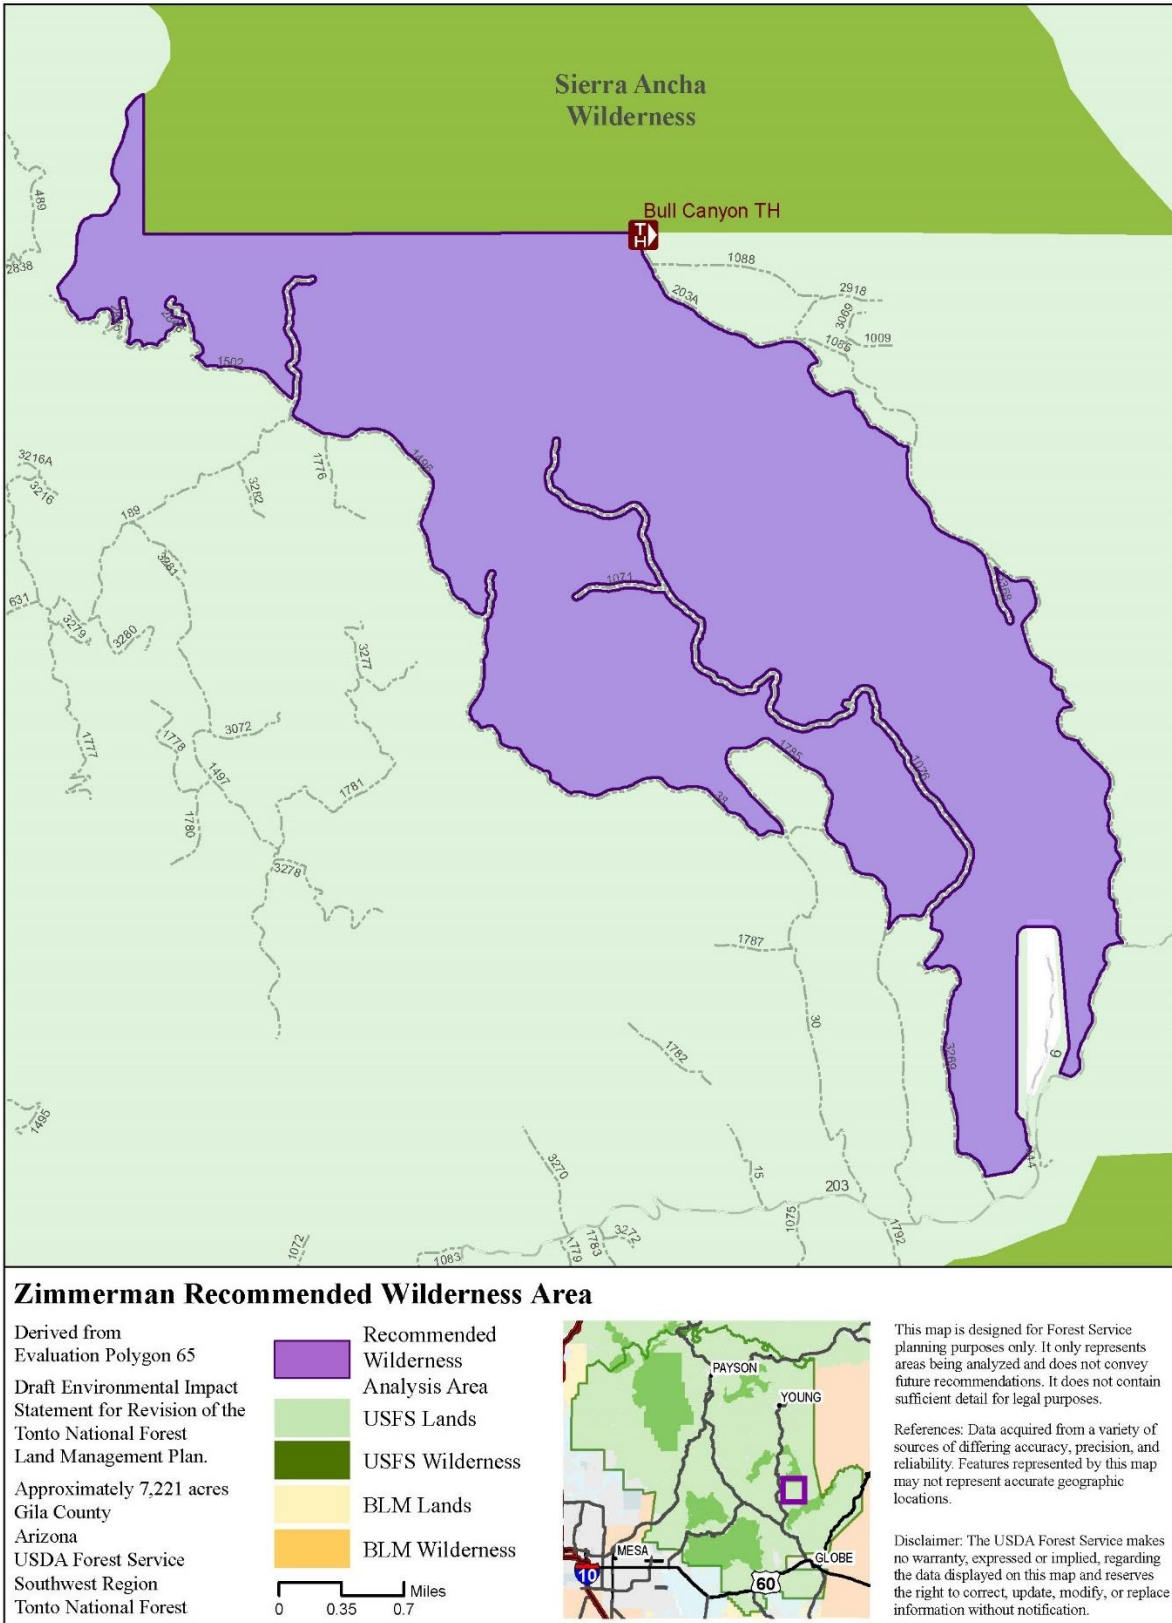 Sierra Ancha
Wilderness
Bull Canyon TH
TH
489
2838
1088
203A
2918
3069
1086
1009
1502
1495
1776
3282
3216A
3216
189
3281
631
3279
3280
3277
1071
3072
1778
1497
1777
1781
1780
3278
38
1785
1076
1787
30
3269
9
1782
1495
3270
15
203
1072
1083
1779
1783
3272
1075
1792
Zimmerman Recommended Wilderness Area
Derived from
Evaluation Polygon 65
Draft Environmental Impact
Statement for Revision of the
Tonto National Forest
Land Management Plan.
Approximately 7,221 acres
Gila County
Arizona
USDA Forest Service
Southwest Region
Tonto National Forest
Recommended
Wilderness
Analysis Area
USFS Lands
USFS Wilderness
BLM Lands
BLM Wilderness
Miles
0 0.35 0.7
PAYSON
YOUNG
MESA
GLOBE
10
60
This map is designed for Forest Service
planning purposes only. It only represents
areas being analyzed and does not convey
future recommendations. It does not contain
sufficient detail for legal purposes.
References: Data acquired from a variety of
sources of differing accuracy, precision, and
reliability. Features represented by this map
may not represent accurate geographic
locations.
Disclaimer: The USDA Forest Service makes
no warranty, expressed or implied, regarding
the data displayed on this map and reserves
the right to correct, update, modify, or replace
information without notification.